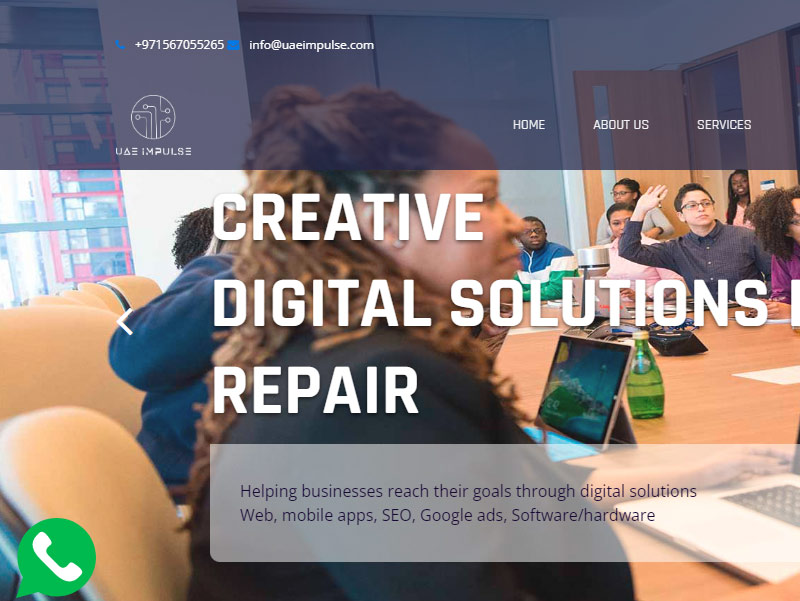 +971567055265 info@uaeimpulse.com
UAE IMPULSE
HOME ABOUT US SERVICES
CREATIVE
DIGITAL SOLUTIONS
REPAIR
Helping businesses reach their goals through digital solutions
Web, mobile apps, SEO, Google ads, Software/hardware